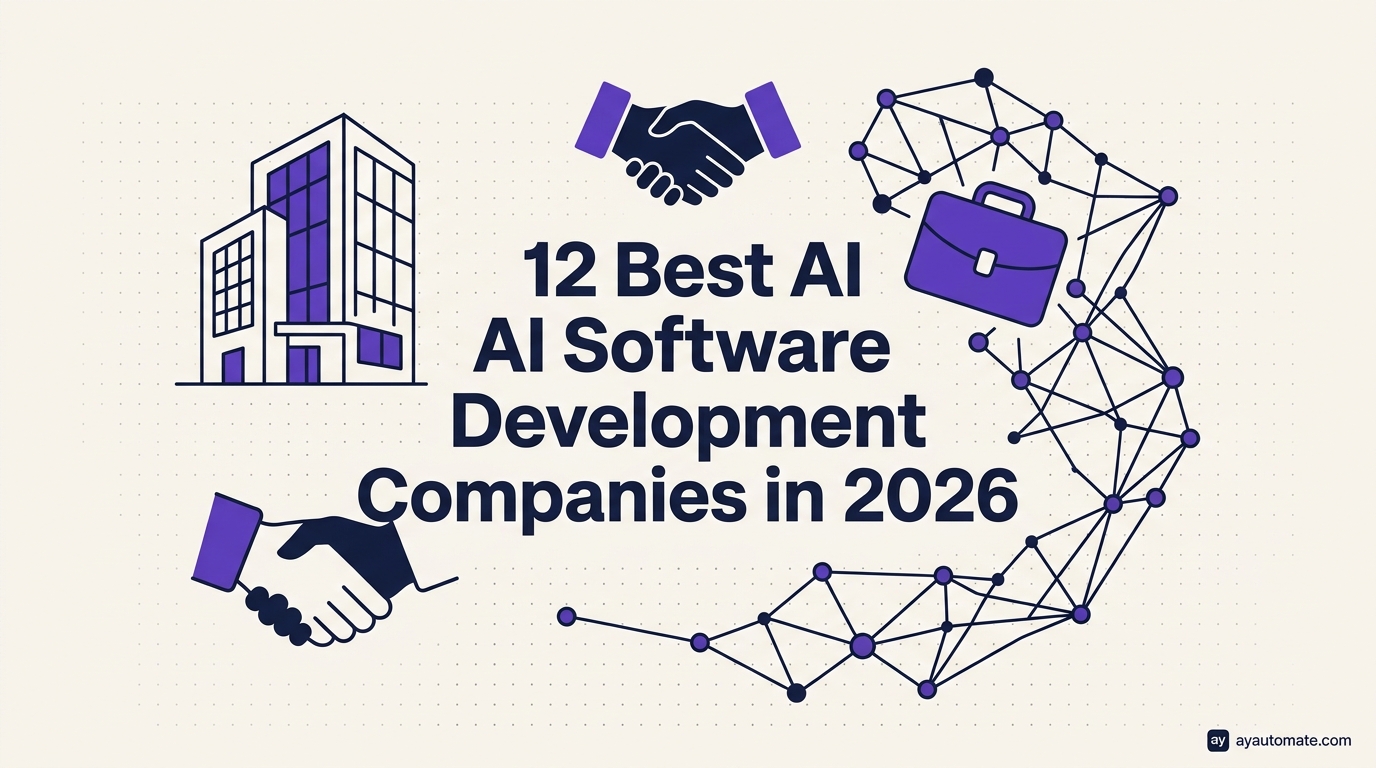 12 Best AI
AI Software
Development
Companies in 2026
ay ayautomate.com